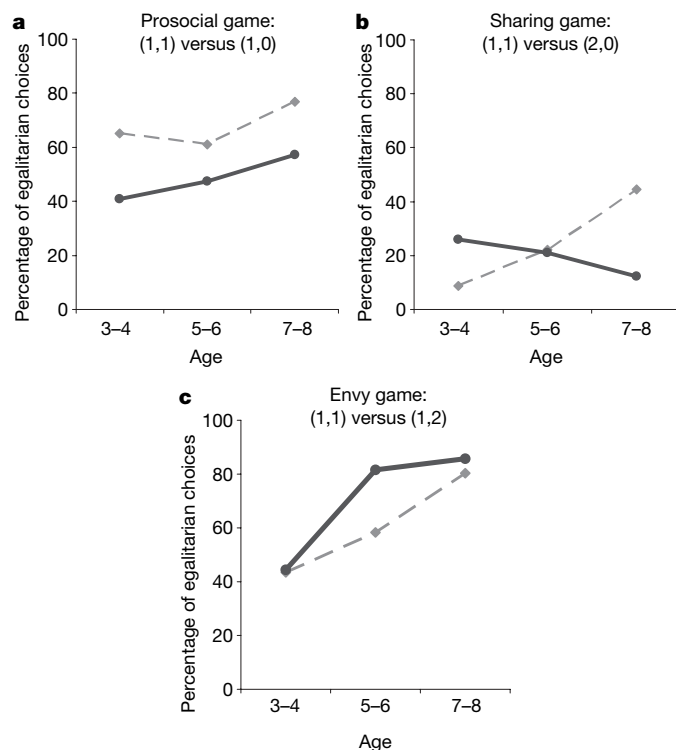 a
Prosocial game:
(1,1) versus (1,0)
Percentage of egalitarian choices
100
80
60
40
20
0
3–4
5–6
7–8
Age
b
Sharing game:
(1,1) versus (2,0)
Percentage of egalitarian choices
100
80
60
40
20
0
3–4
5–6
7–8
Age
c
Envy game:
(1,1) versus (1,2)
Percentage of egalitarian choices
100
80
60
40
20
0
3–4
5–6
7–8
Age